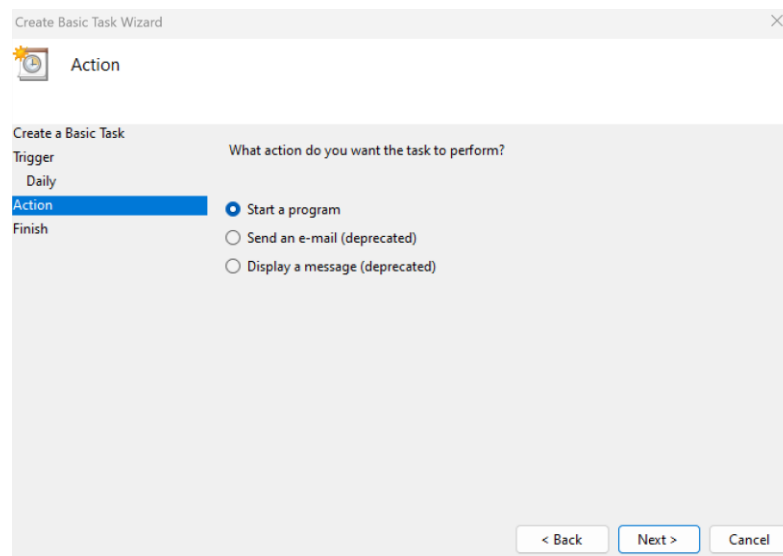 Create Basic Task Wizard
Action
Create a Basic Task
Trigger
Daily
Action
Finish
What action do you want the task to perform?
Start a program
Send an e-mail (deprecated)
Display a message (deprecated)
< Back Next > Cancel